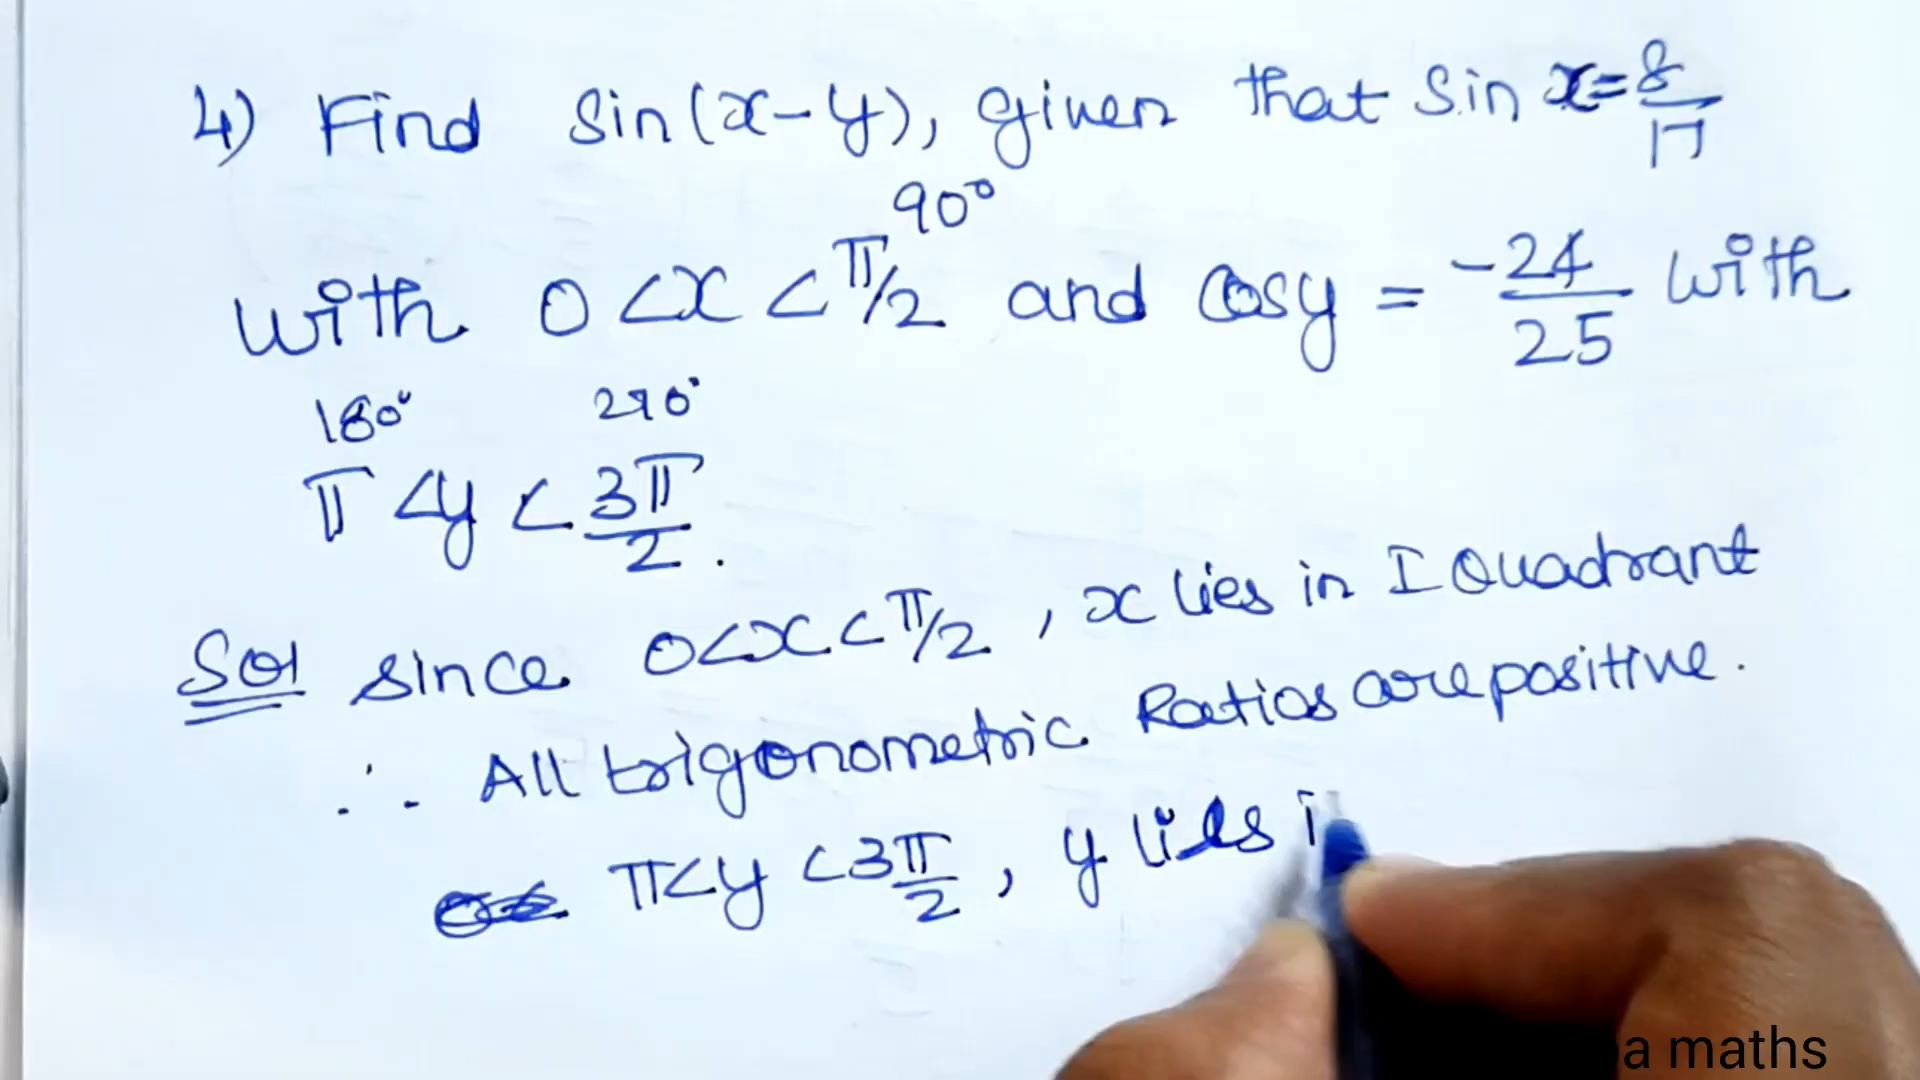 4) Find sin(x-y), given that sin x = 8/17
90°
with 0 < x < π/2 and cosy = -24/25 with
180° 270°
π < y < 3π/2.
Sol since 0<x<π/2, x lies in I Quadrant
∴ All trigonometric Ratios are positive.
π<y<3π/2, y lies i
a maths